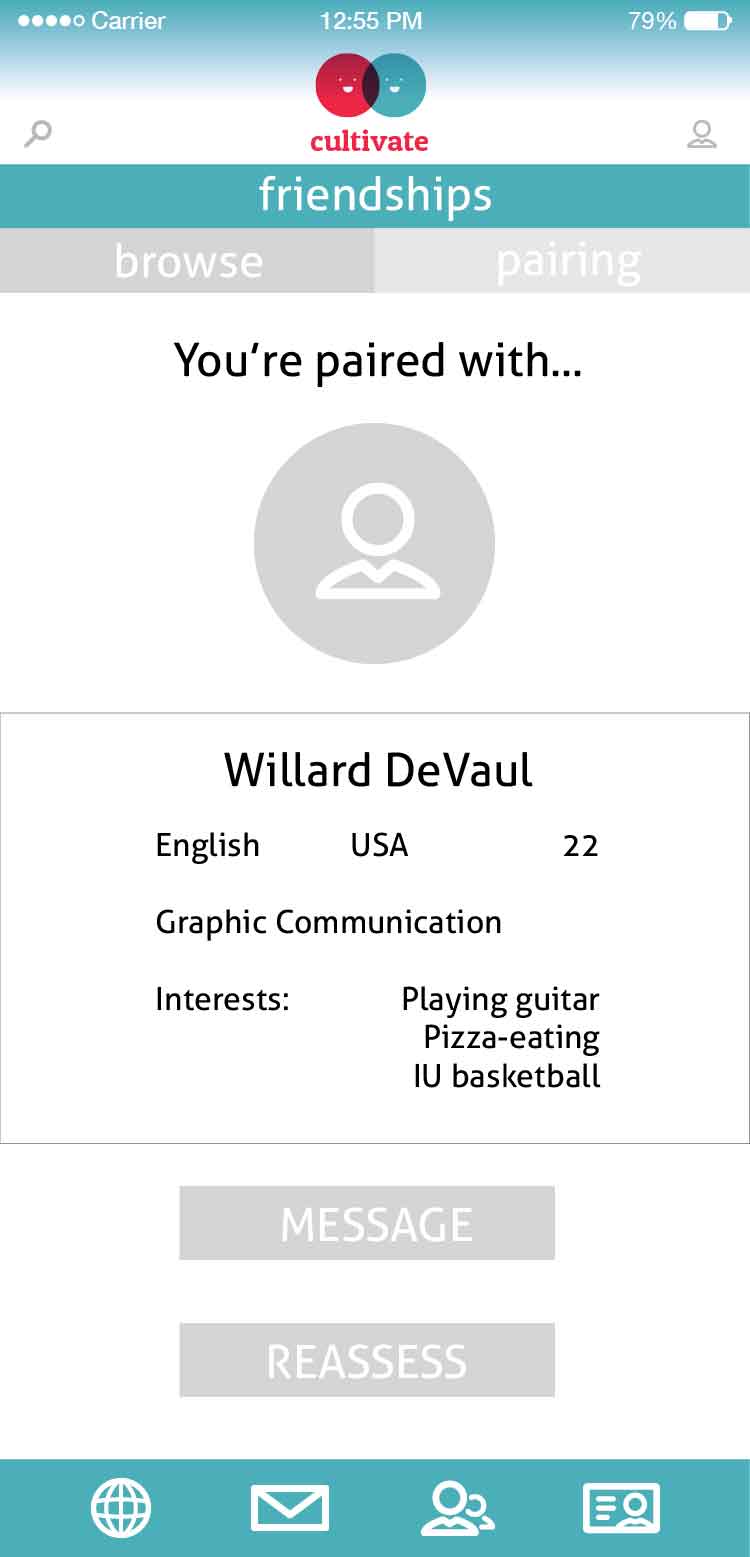 Carrier 12:55 PM 79%
cultivate
friendships
browse pairing
You’re paired with...
Willard DeVaul
English USA 22
Graphic Communication
Interests: Playing guitar
Pizza-eating
IU basketball
MESSAGE
REASSESS